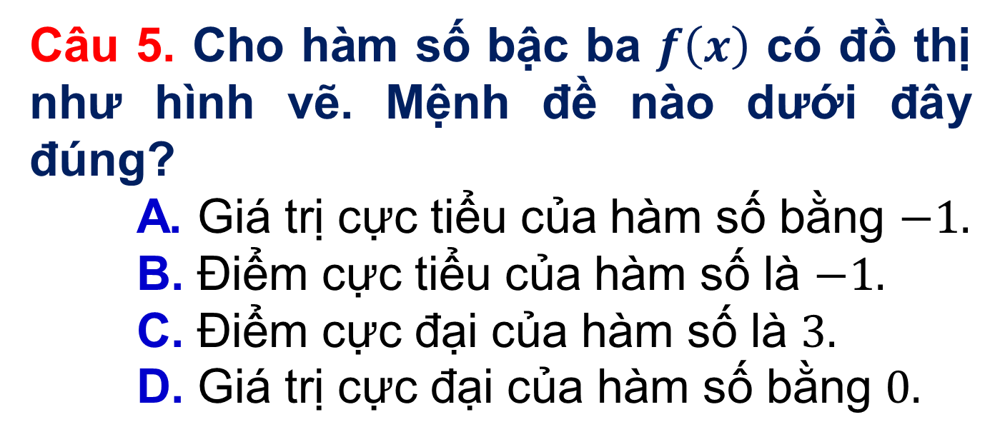 Câu 5. Cho hàm số bậc ba f(x) có đồ thị
như hình vẽ. Mệnh đề nào dưới đây
đúng?
A. Giá trị cực tiểu của hàm số bằng −1.
B. Điểm cực tiểu của hàm số là −1.
C. Điểm cực đại của hàm số là 3.
D. Giá trị cực đại của hàm số bằng 0.